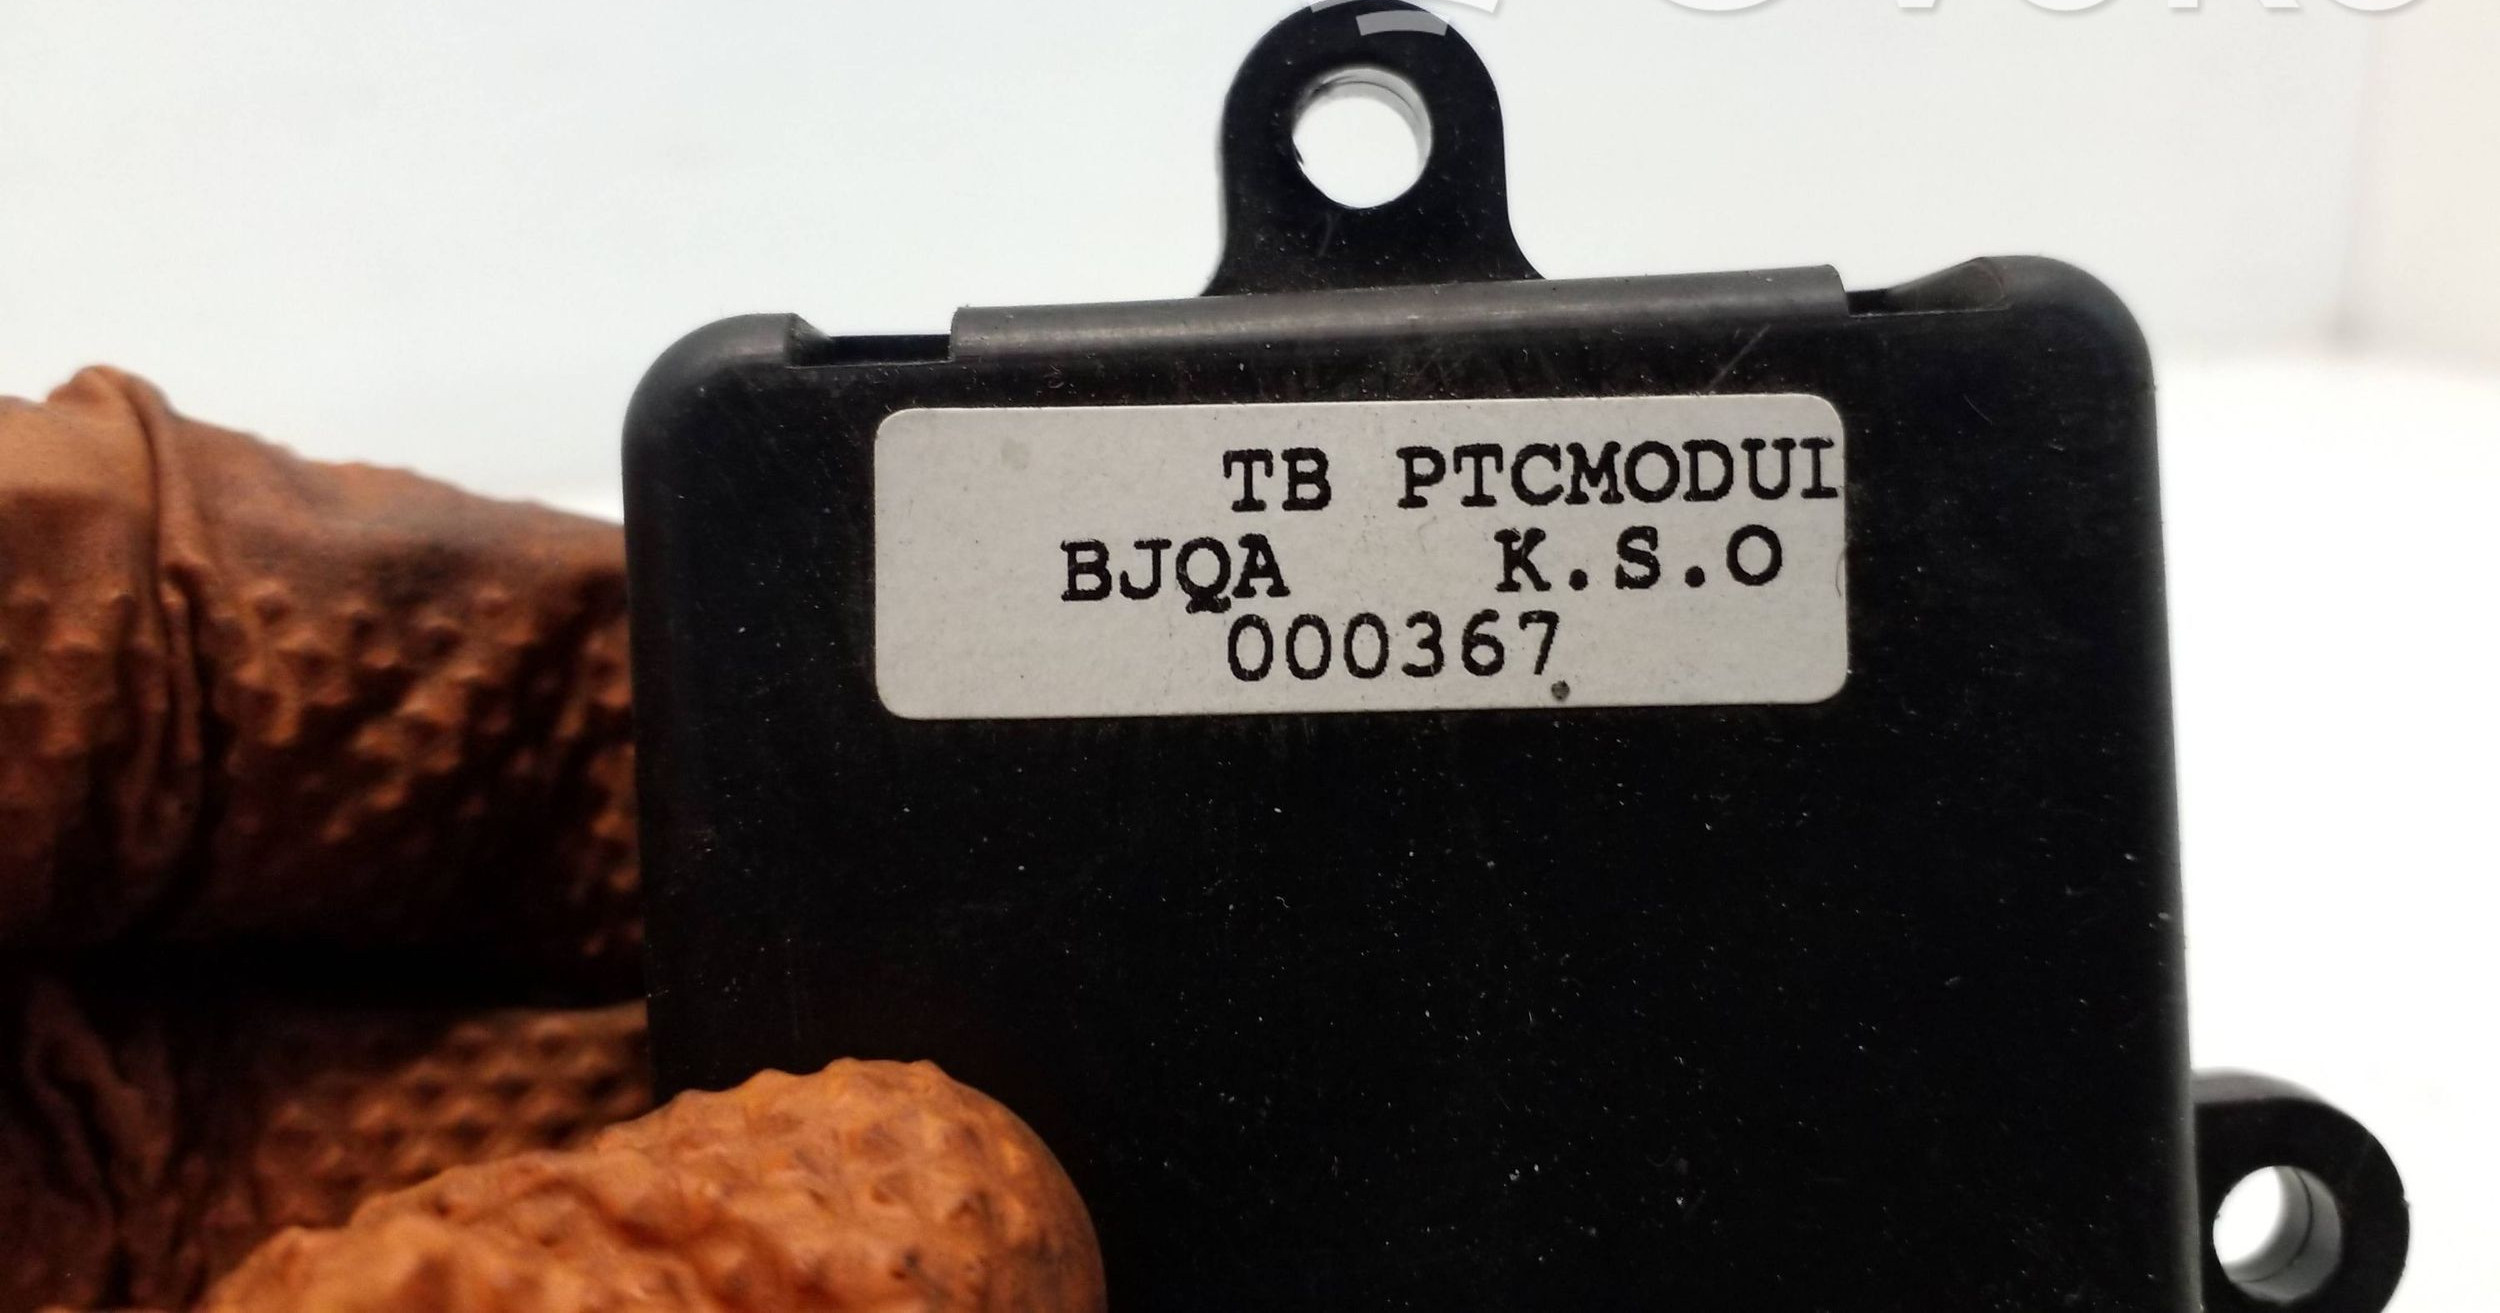 TB PTCMODUI
BJQA K.S.O
000367